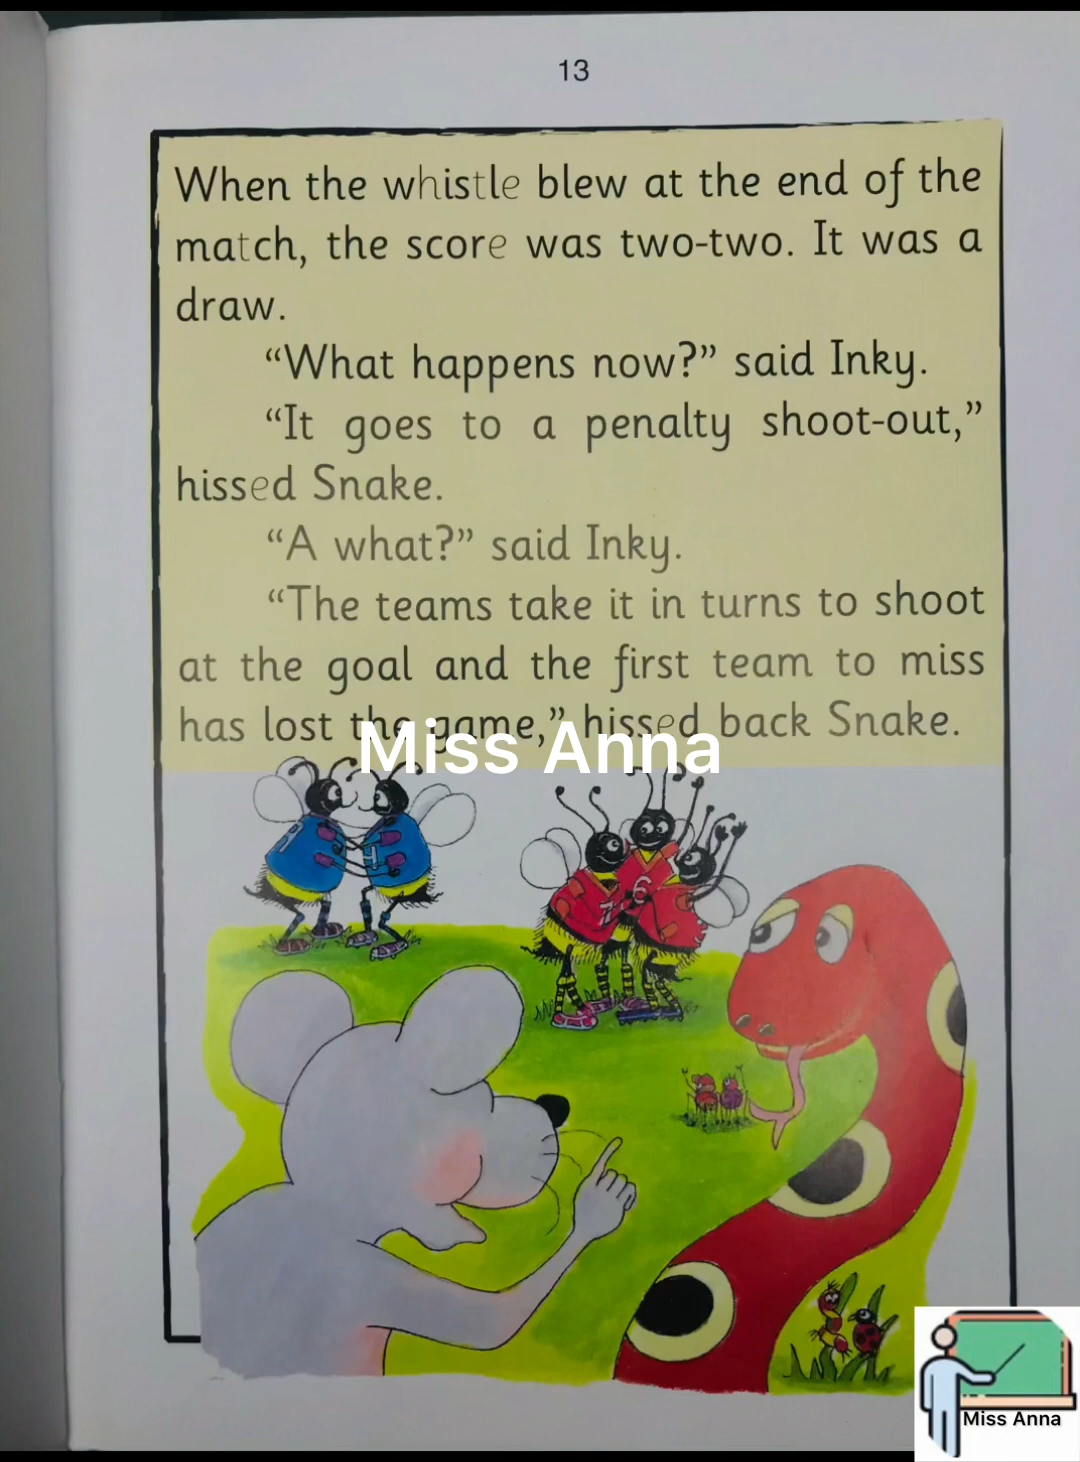 13
When the whistle blew at the end of the
match, the score was two-two. It was a
draw.
“What happens now?” said Inky.
“It goes to a penalty shoot-out,”
hissed Snake.
“A what?” said Inky.
“The teams take it in turns to shoot
at the goal and the first team to miss
has lost the game,” hissed back Snake.
Miss Anna
7
6
Miss Anna